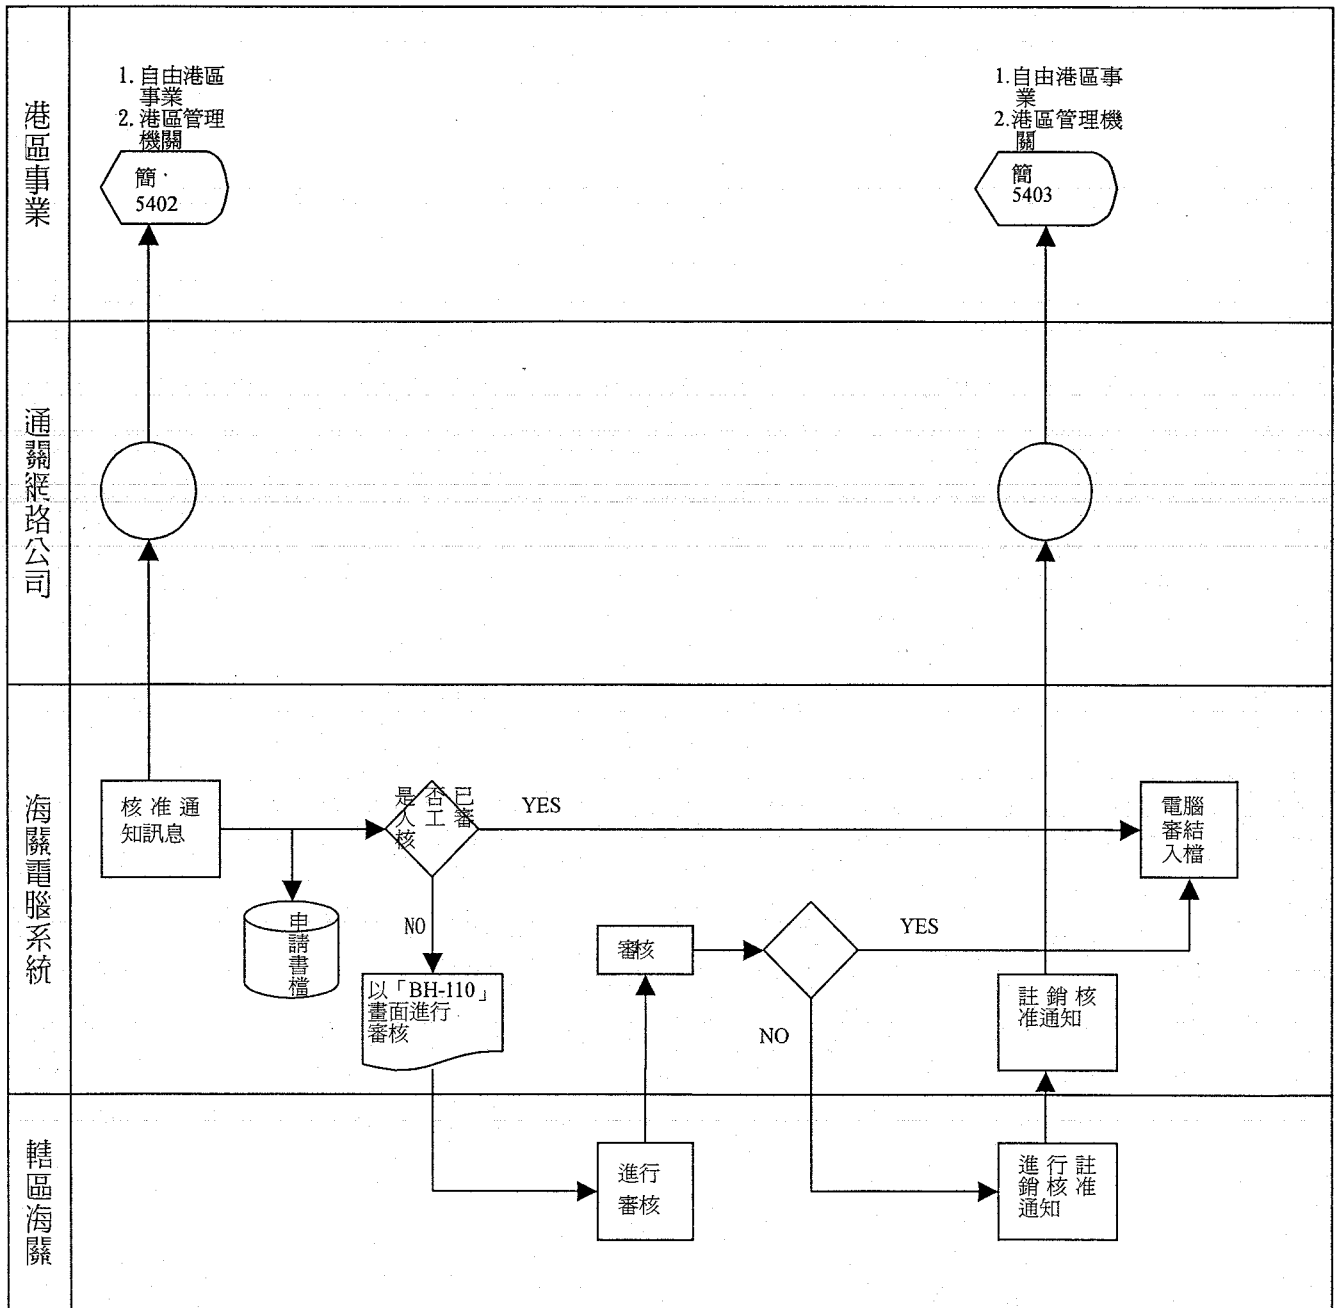 港區事業
1. 自由港區
事業
2. 港區管理
機關
簡
5402
1.自由港區事
業
2.港區管理機
關
簡
5403
通關網路公司
海關電腦系統
核准通
知訊息
是否已
人工審
核
YES
電腦
審結
入檔
申請書檔
NO
以「BH-110」
畫面進行
審核
審核
YES
NO
註銷核
准通知
轄區海關
進行
審核
進行註
銷核准
通知